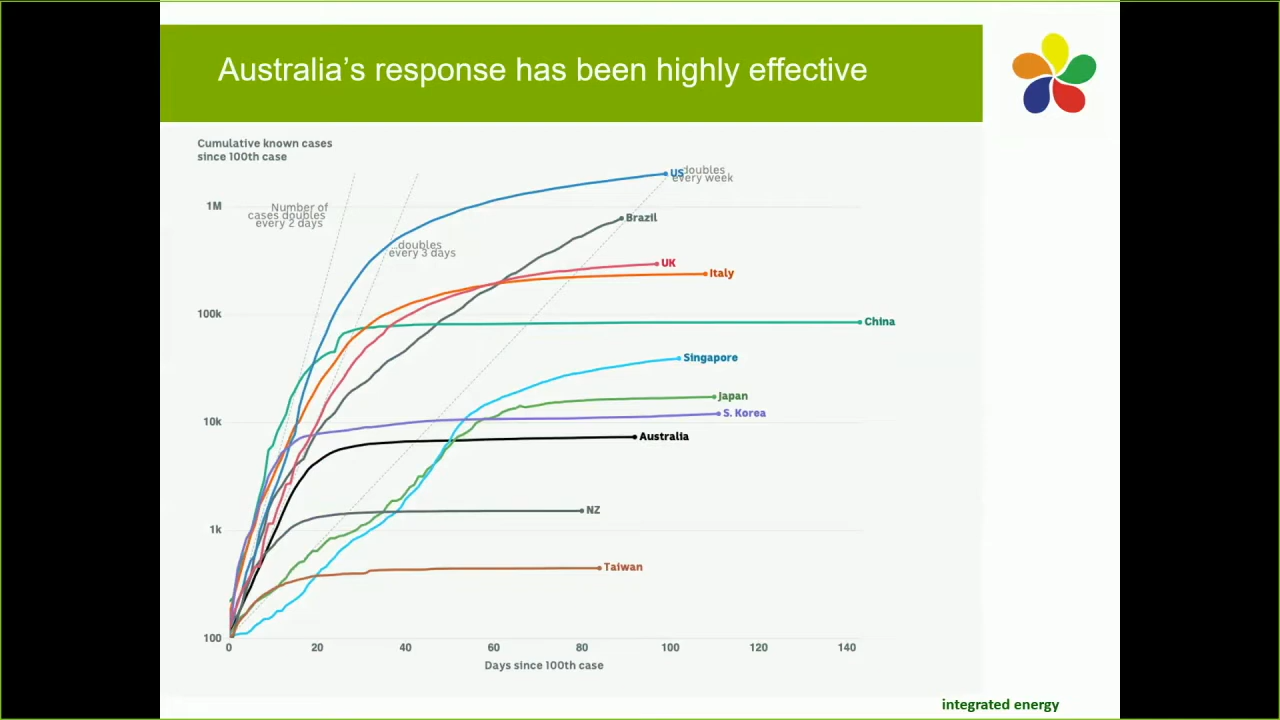 Australia's response has been highly effective
Cumulative known cases
since 100th case
US
doubles
every week
1M
Number of
cases doubles
every 2 days
Brazil
doubles
every 3 days
UK
Italy
100k
China
Singapore
Japan
S. Korea
10k
Australia
NZ
1k
Taiwan
100
0
20
40
60
80
100
120
140
Days since 100th case
integrated energy